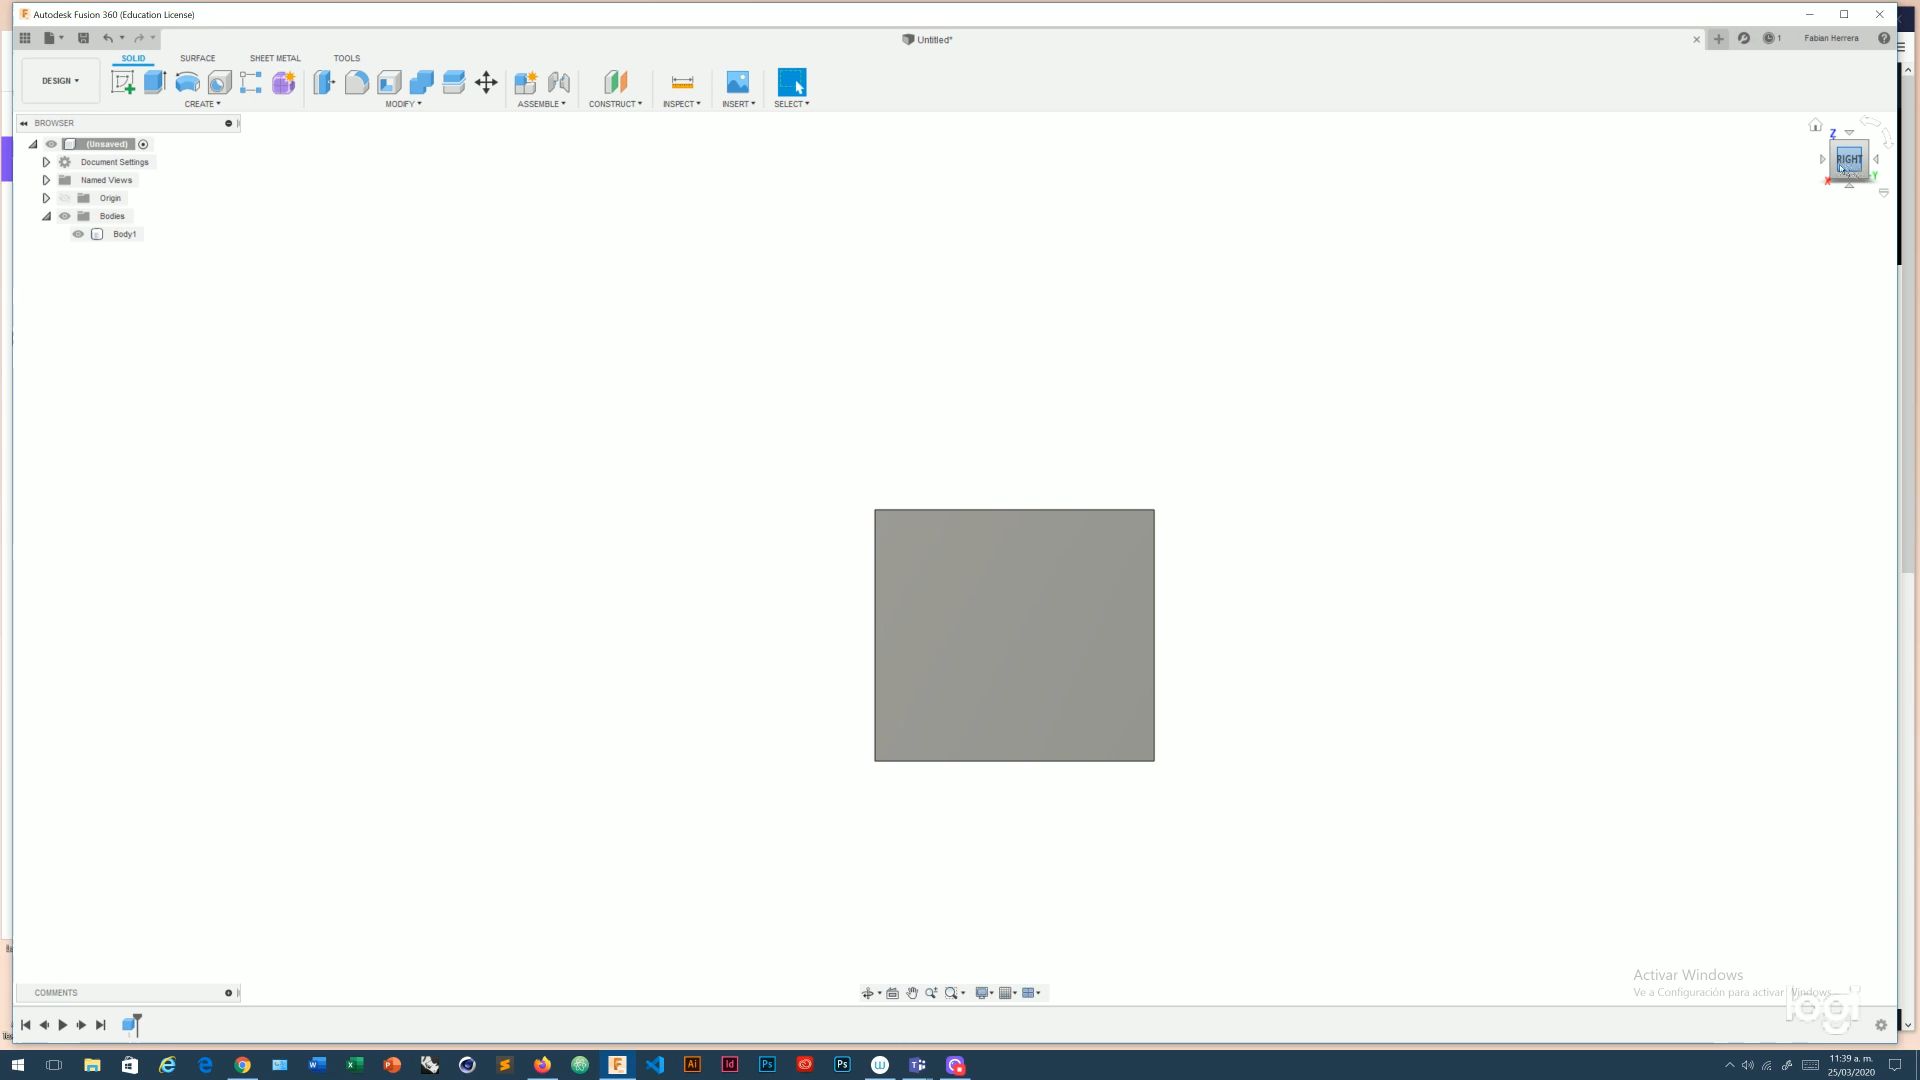 Autodesk Fusion 360 (Education License)
Untitled*
1
Fabian Herrera
SOLID
SURFACE
SHEET METAL
TOOLS
DESIGN
CREATE
MODIFY
ASSEMBLE
CONSTRUCT
INSPECT
INSERT
SELECT
BROWSER
(Unsaved)
Document Settings
Named Views
Origin
Bodies
Body1
Z
RIGHT
X
Y
Activar Windows
Ve a Configuración para activar Windows.
logi
COMMENTS
11:39 a. m.
25/03/2020